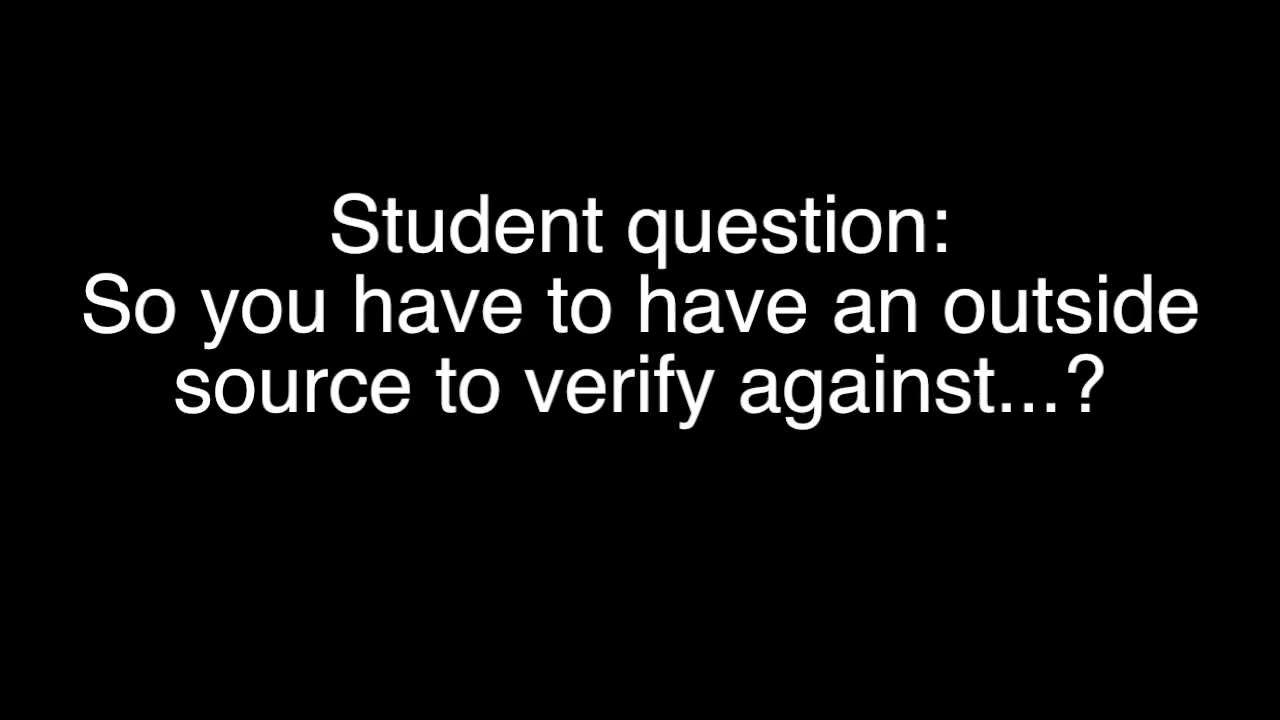 Student question:
So you have to have an outside
source to verify against...?